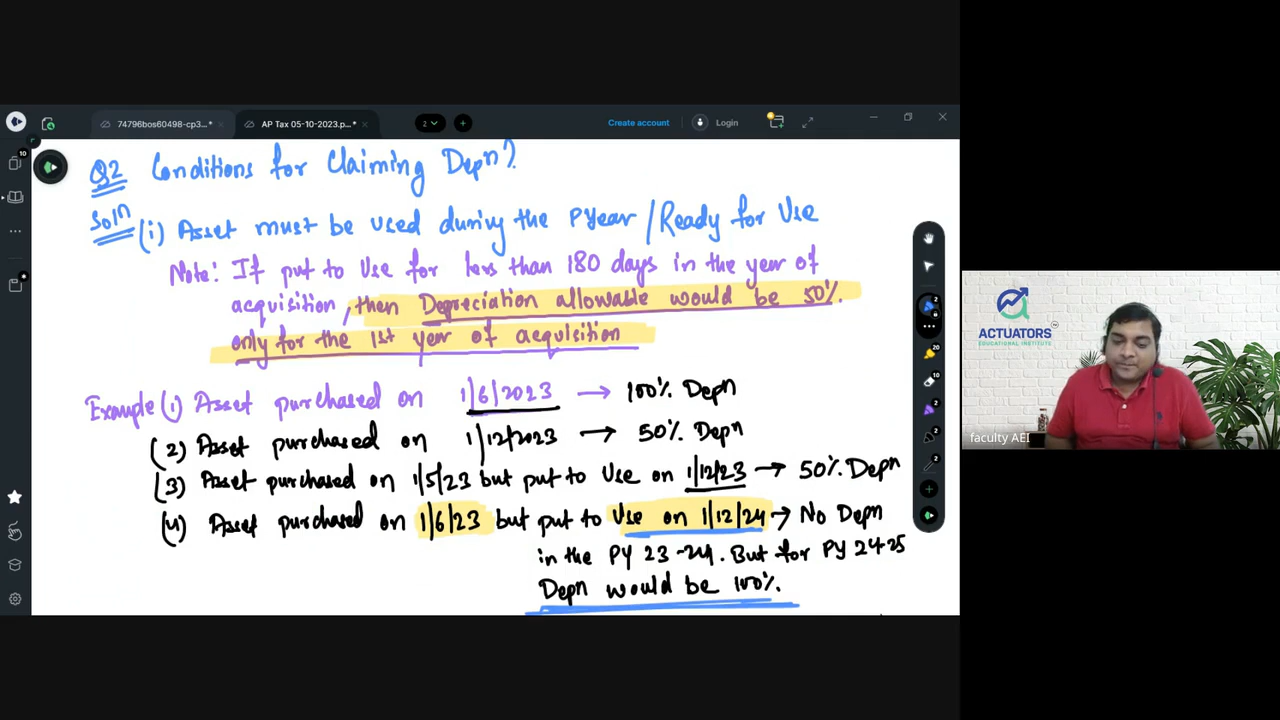 74796bos60498-cp3...*
AP Tax 05-10-2023.p...*
2
Create account
Login
Q2 Conditions for Claiming Depn?
Soln (i) Asset must be used during the PYear / Ready for Use
Note: If put to Use for less than 180 days in the year of
acquisition, then Depreciation allowable would be 50%.
only for the 1st year of acquisition
Example (1) Asset purchased on 1/6/2023 → 100% Depn
(2) Asset purchased on 1/12/2023 → 50% Depn
(3) Asset purchased on 1/5/23 but put to Use on 1/12/23 → 50% Depn
(4) Asset purchased on 1/6/23 but put to Use on 1/12/24 → No Depn
in the PY 23-24. But for PY 24-25
Depn would be 100%.
ACTUATORS
EDUCATIONAL INSTITUTE
faculty AEI